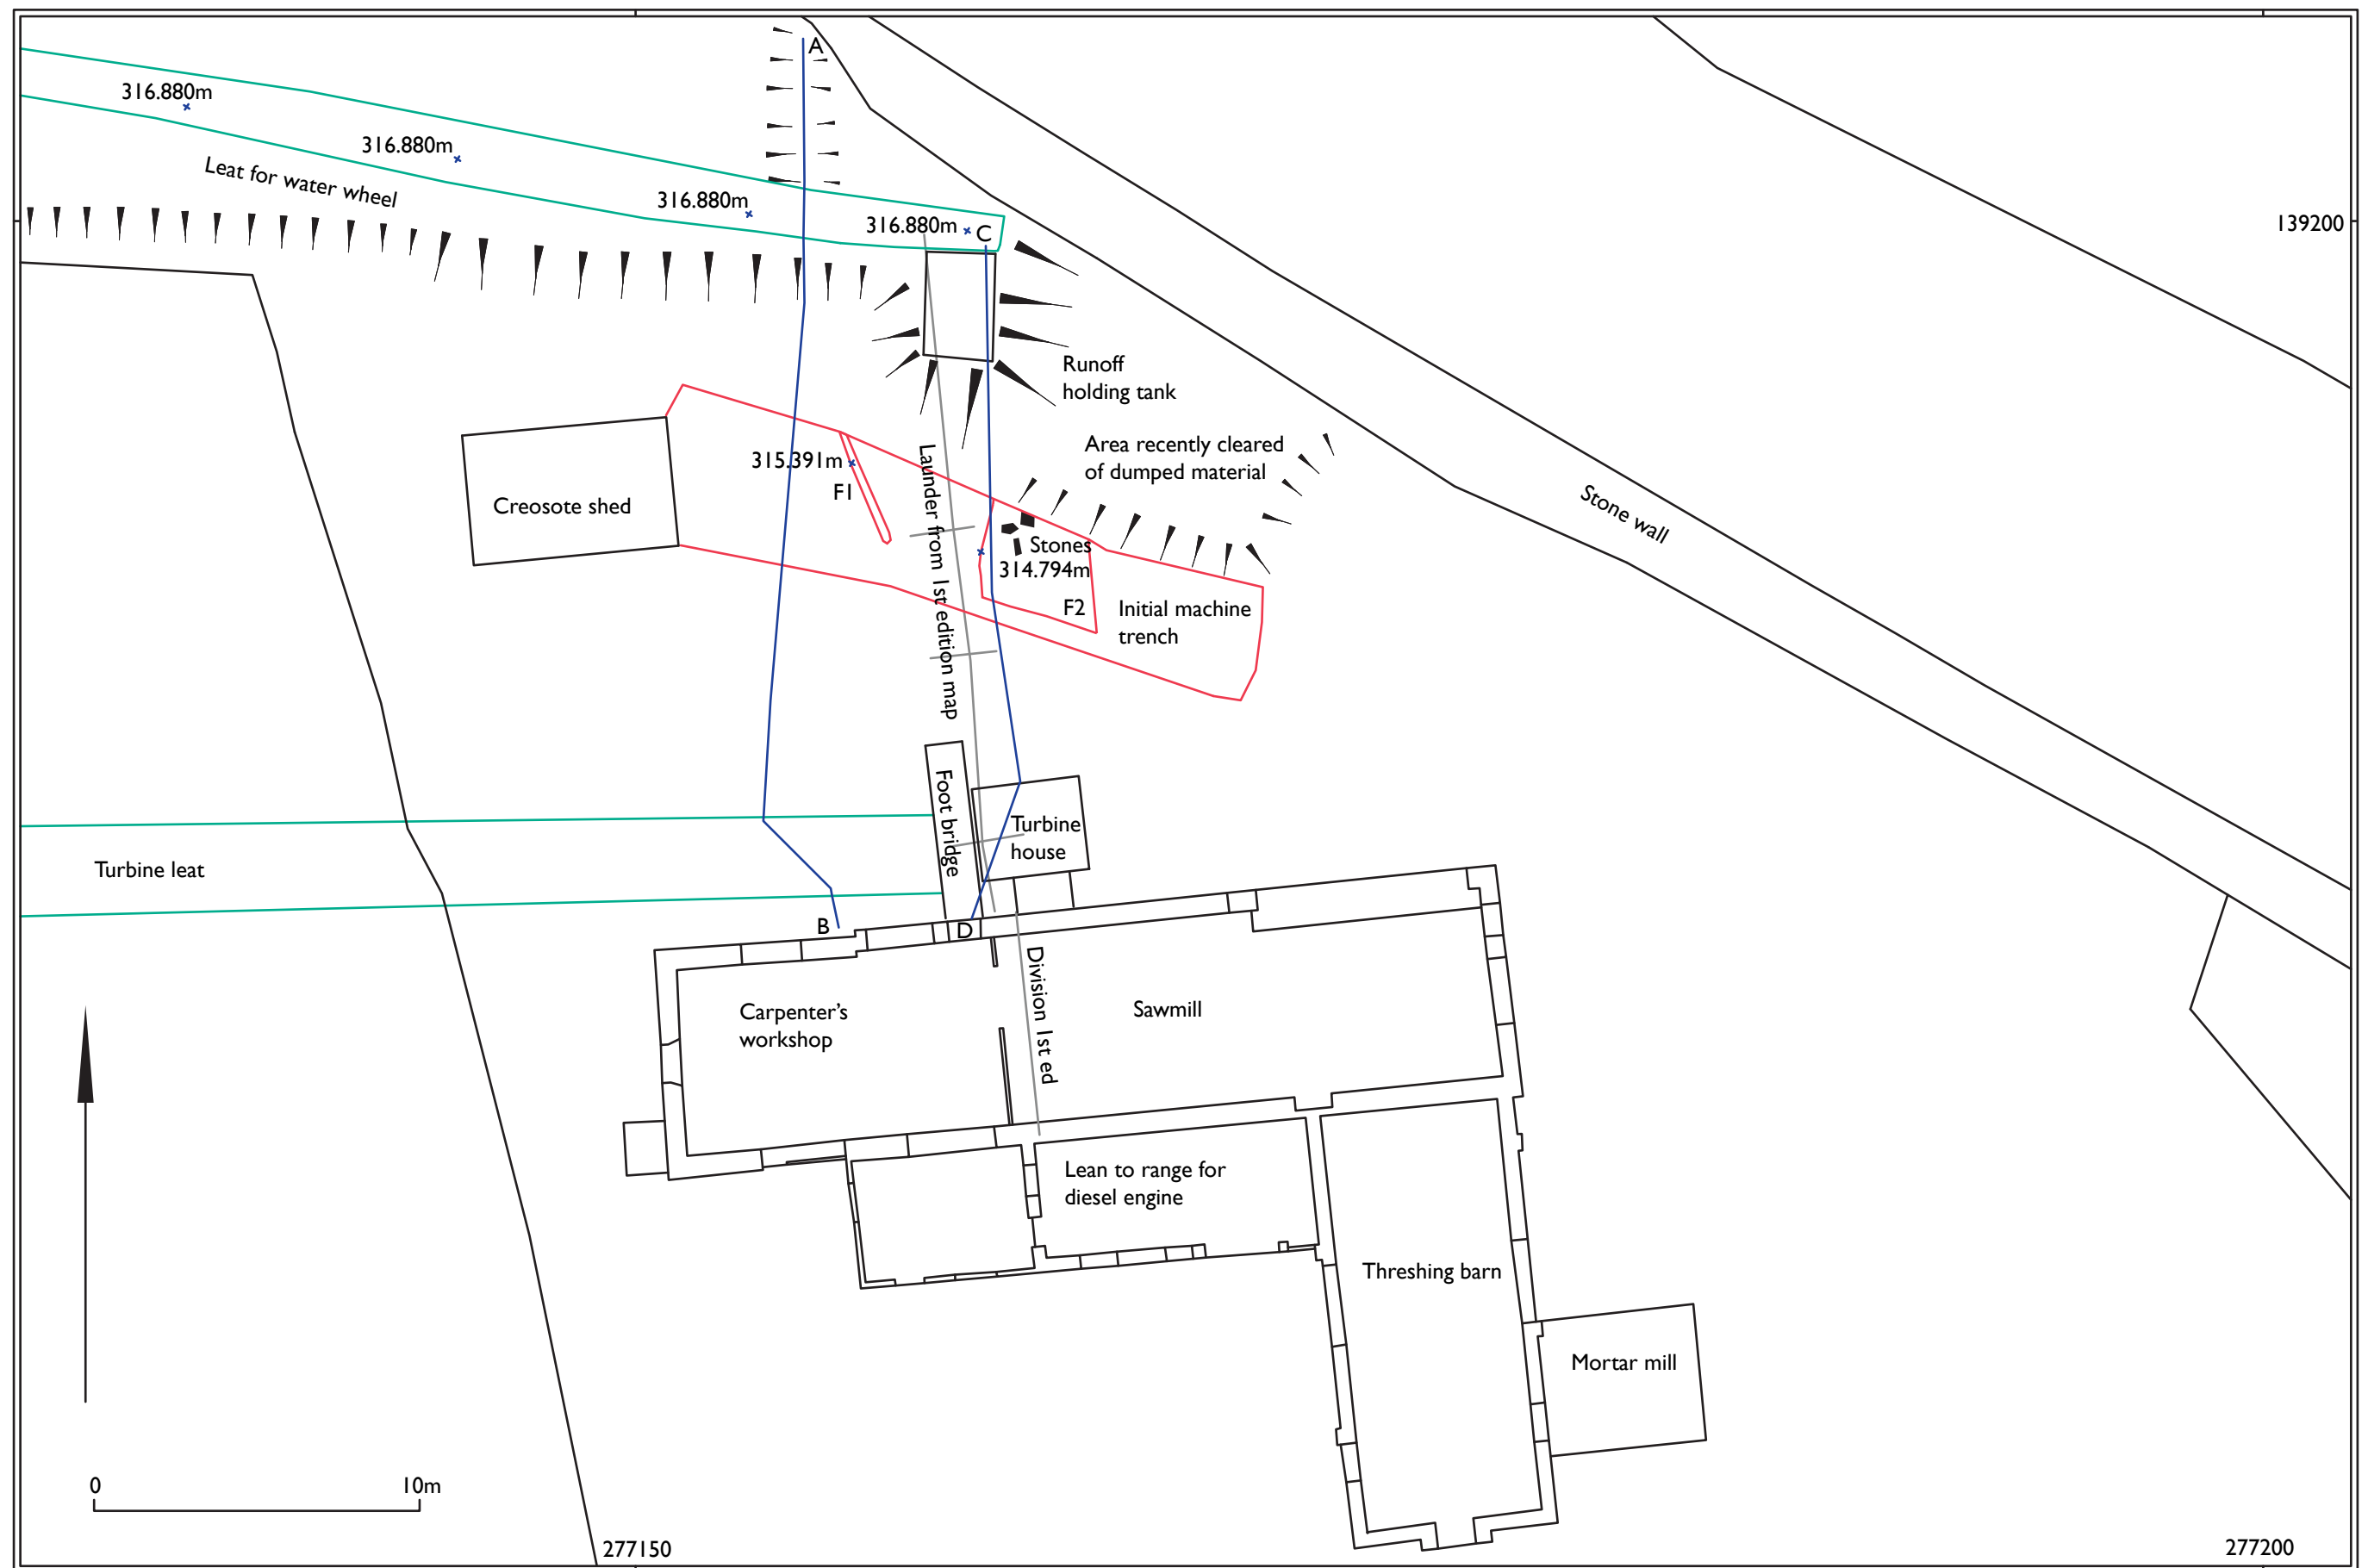 A
316.880m
316.880m
Leat for water wheel
316.880m
316.880m
C
139200
Runoff
holding tank
Area recently cleared
of dumped material
315.391m
F1
Creosote shed
Launder from 1st edition map
Stone wall
Stones
314.794m
F2
Initial machine
trench
Foot bridge
Turbine
house
Turbine leat
B
D
Division 1st ed
Carpenter’s
workshop
Sawmill
Lean to range for
diesel engine
Threshing barn
Mortar mill
0
10m
277150
277200